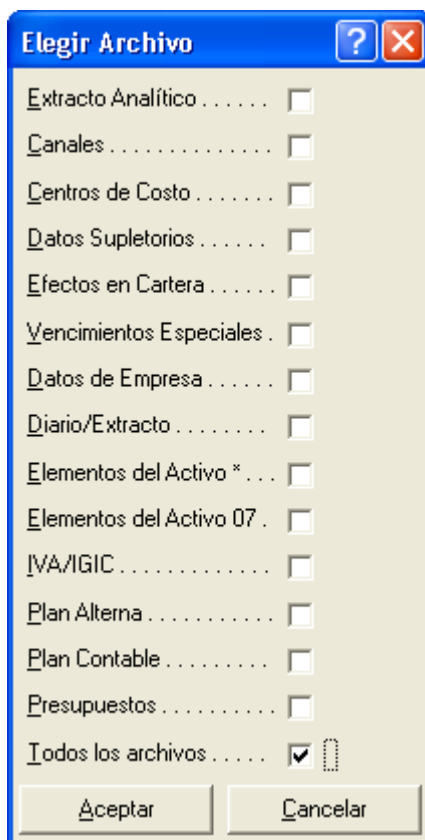 Elegir Archivo ?
Extracto Analítico . . . . . .
Canales . . . . . . . . . . . . . .
Centros de Costo . . . . . . . .
Datos Supletorios . . . . . .
Efectos en Cartera . . . . . .
Vencimientos Especiales .
Datos de Empresa . . . . . .
Diario/Extracto . . . . . . . .
Elementos del Activo * . . .
Elementos del Activo 07 .
IVA/IGIC . . . . . . . . . . . . .
Plan Alterna . . . . . . . . . . .
Plan Contable . . . . . . . . .
Presupuestos . . . . . . . . . .
Todos los archivos . . . . .
Aceptar Cancelar